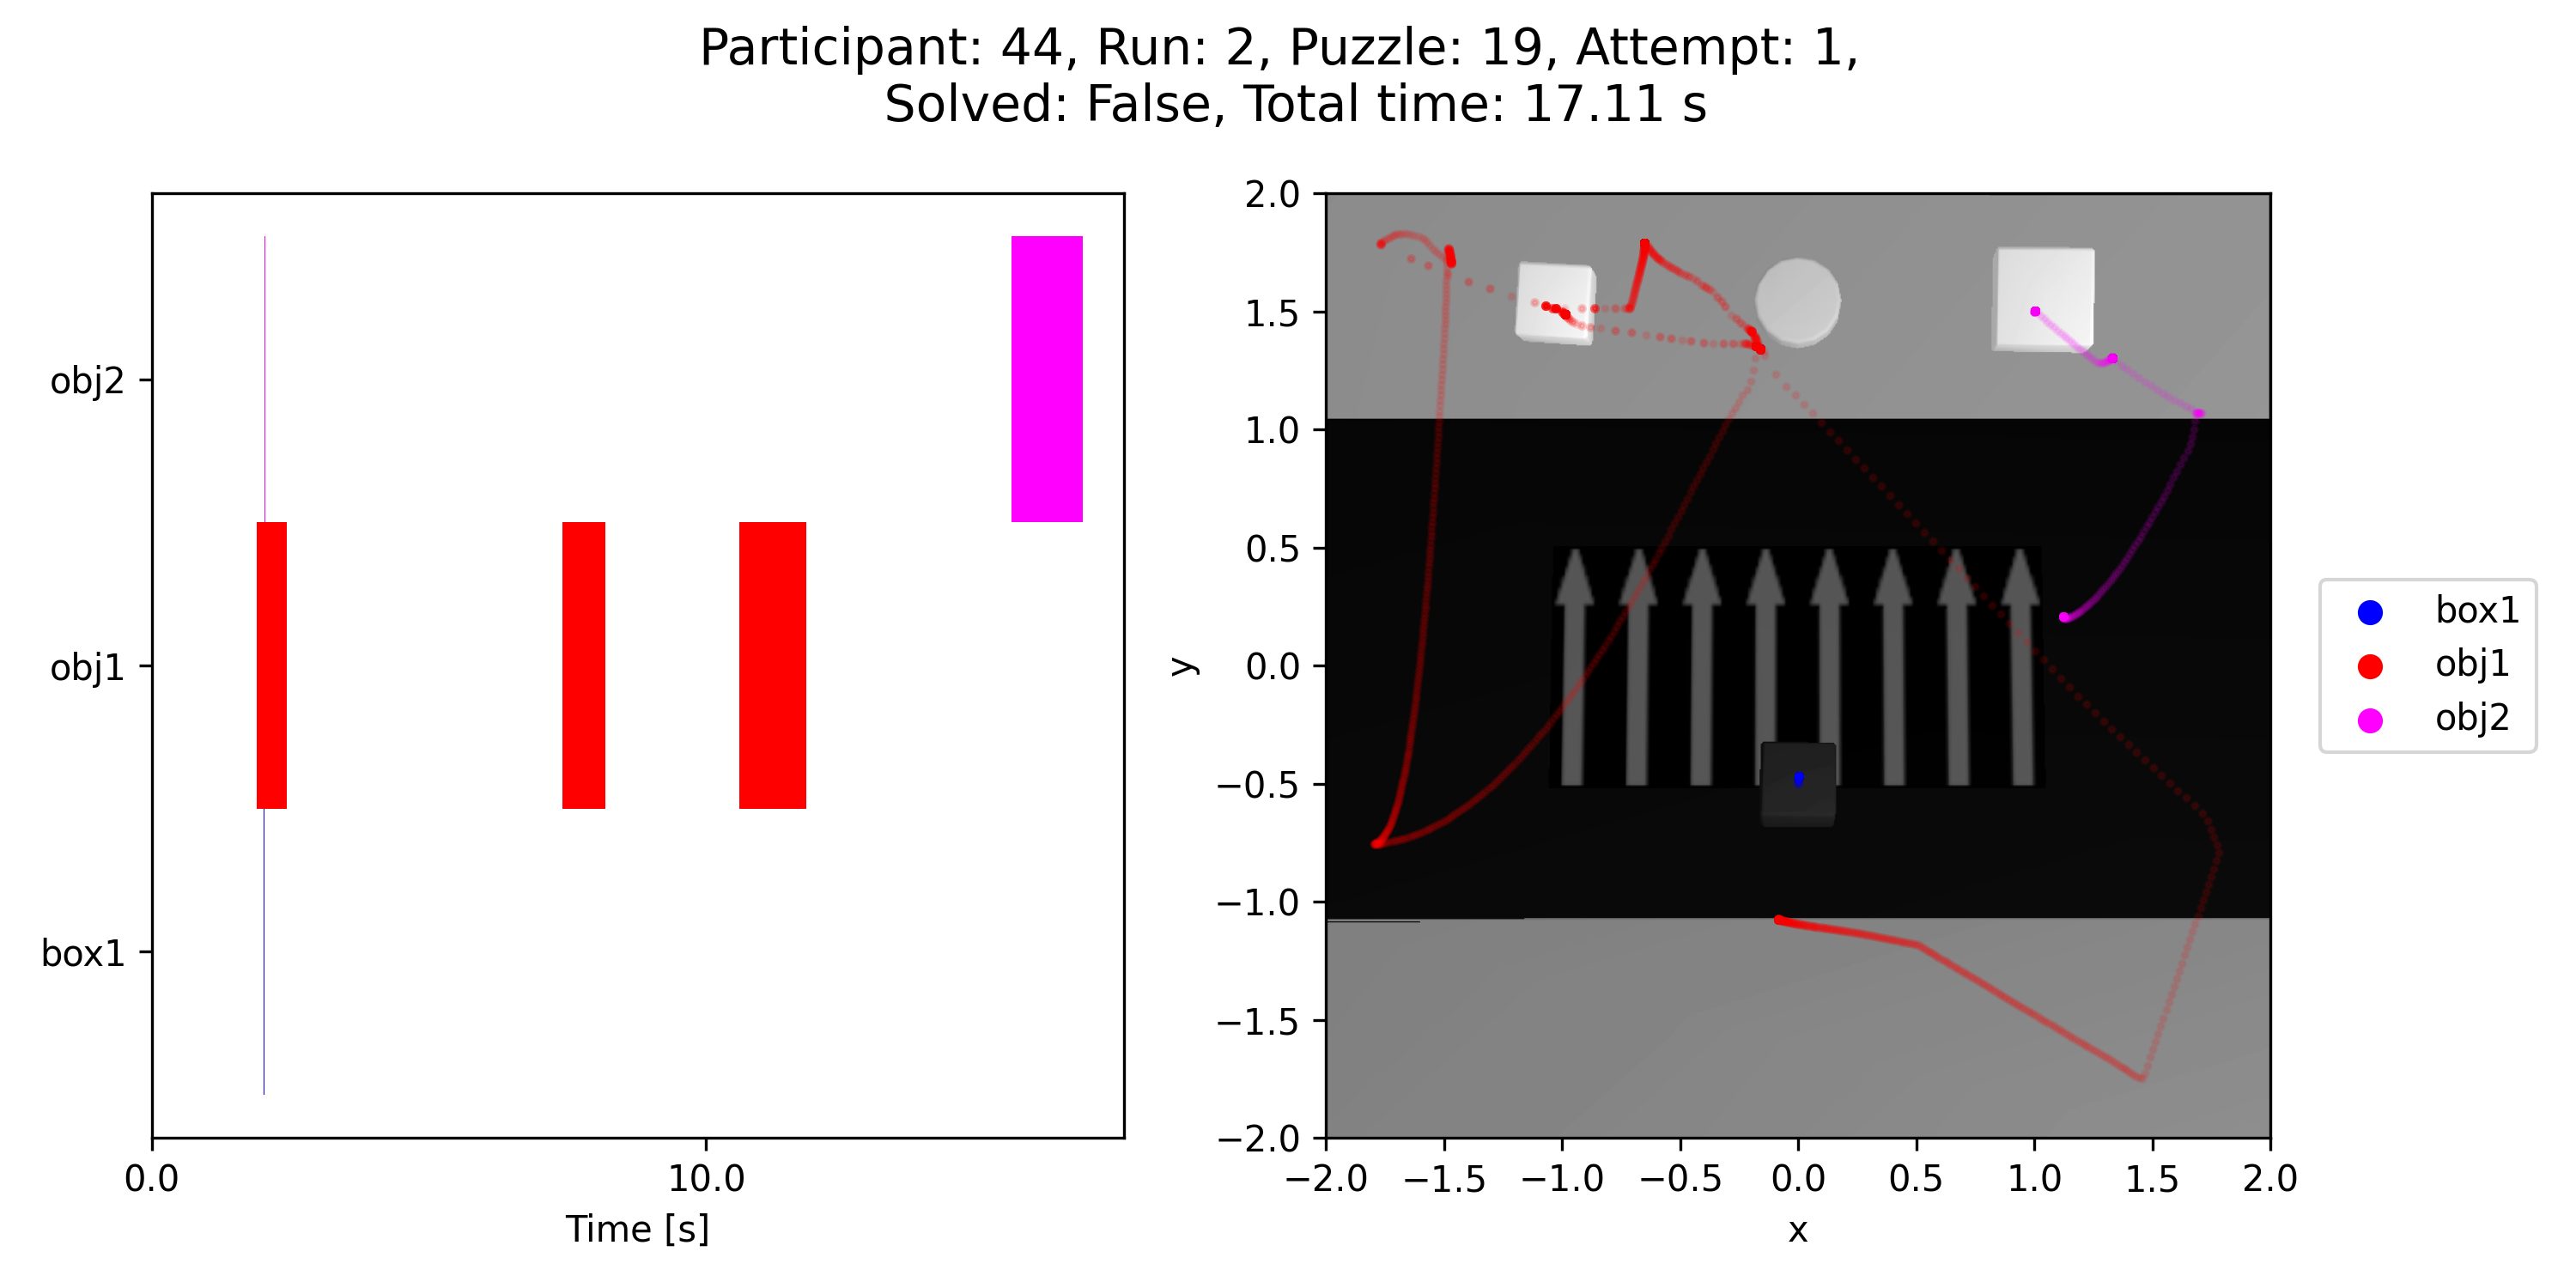 Participant: 44, Run: 2, Puzzle: 19, Attempt: 1,
Solved: False, Total time: 17.11 s
obj2
obj1
box1
0.0
10.0
Time [s]
2.0
1.5
1.0
0.5
0.0
−0.5
−1.0
−1.5
−2.0
y
−2.0
−1.5
−1.0
−0.5
0.0
0.5
1.0
1.5
2.0
x
box1
obj1
obj2